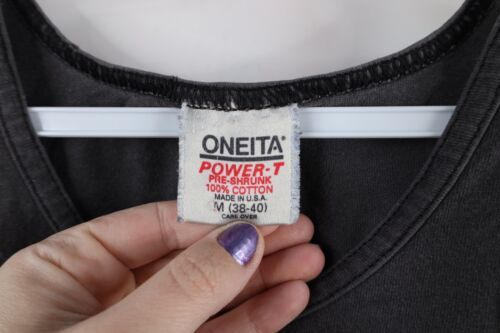 ONEITA®
POWER-T
PRE-SHRUNK
100% COTTON
MADE IN U.S.A.
M (38-40)
CARE OVER